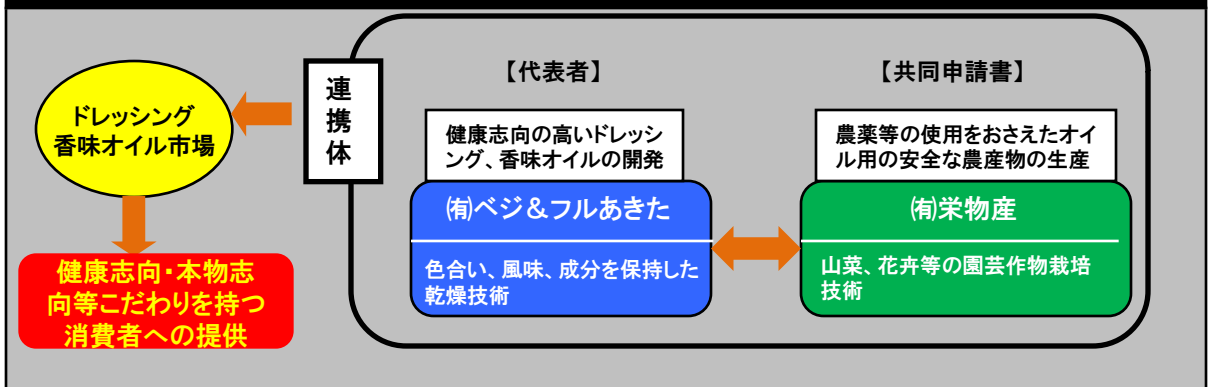 ドレッシング
香味オイル市場
健康志向・本物志
向等こだわりを持つ
消費者への提供
連
携
体
【代表者】
健康志向の高いドレッシ
ング、香味オイルの開発
㈲ベジ&フルあきた
色合い、風味、成分を保持した
乾燥技術
【共同申請書】
農薬等の使用をおさえたオイ
ル用の安全な農産物の生産
㈲栄物産
山菜、花卉等の園芸作物栽培
技術